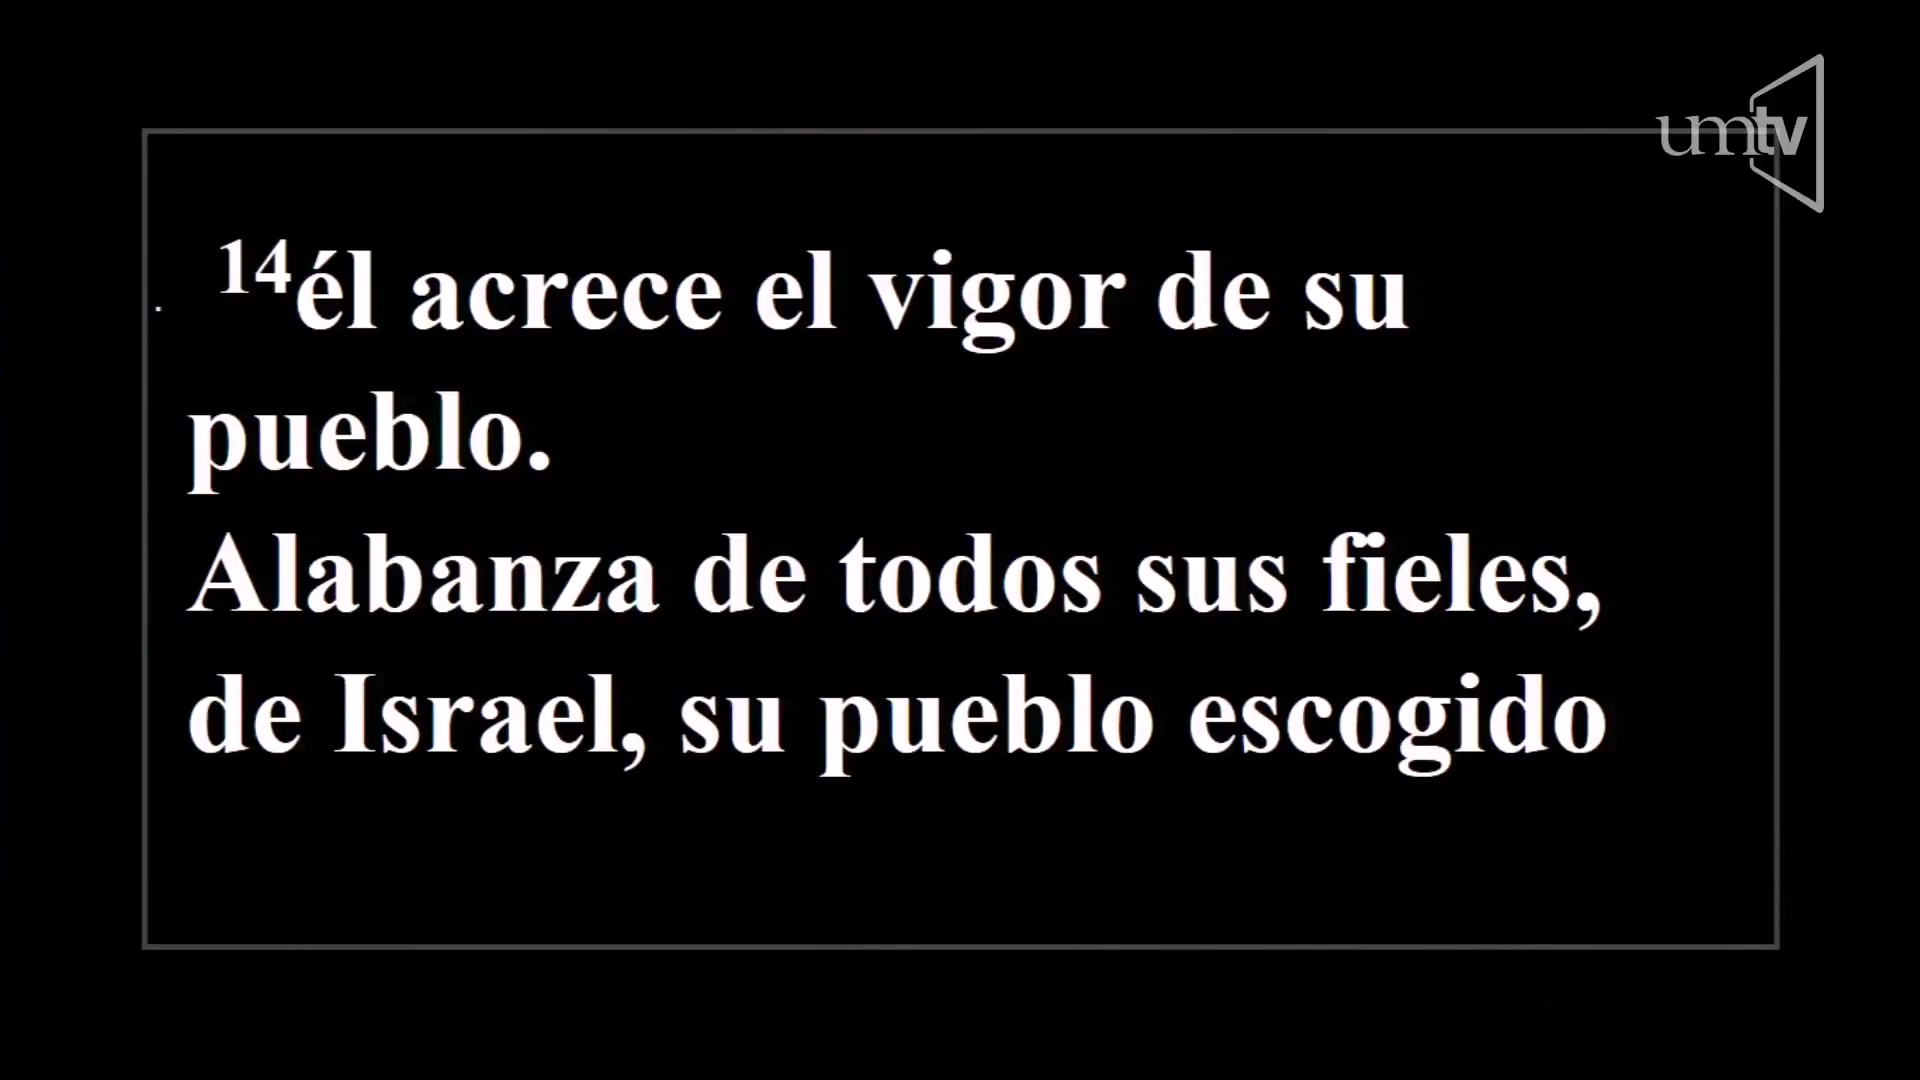 umtv
¹⁴él acrece el vigor de su
pueblo.
Alabanza de todos sus fieles,
de Israel, su pueblo escogido